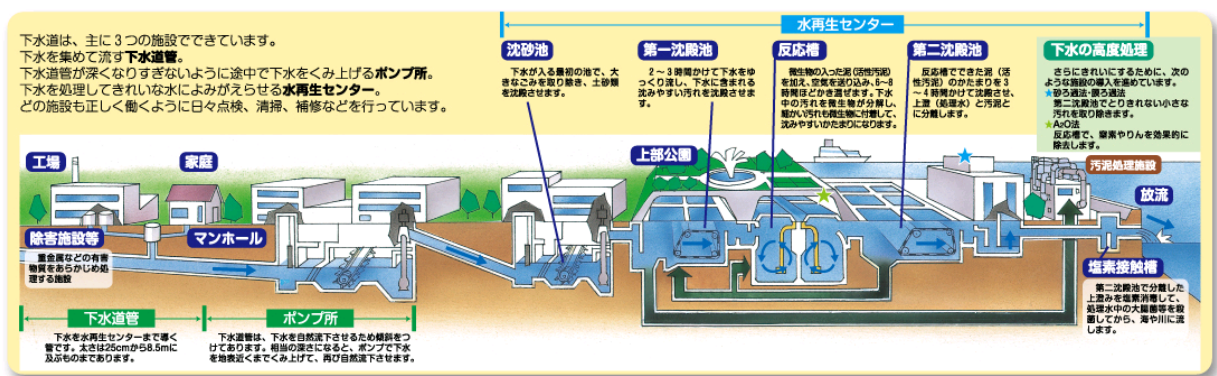 下水道は、主に3つの施設でできています。
下水を集めて流す下水道管。
下水道管が深くなりすぎないように途中で下水をくみ上げるポンプ所。
下水を処理してきれいな水によみがえらせる水再生センター。
どの施設も正しく働くように日々点検、清掃、補修などを行っています。
水再生センター
沈砂池
下水が入る最初の池で、大
きなごみを取り除き、土砂類
を沈殿させます。
第一沈殿池
2〜3時間かけて下水をゆ
っくり流し、下水に含まれる
沈みやすい汚れを沈殿させま
す。
反応槽
微生物の入った泥（活性汚泥）
を加え、空気を送り込み、6〜8
時間ほどかき混ぜます。下水
中の汚れを微生物が分解し、
細かい汚れも微生物に付着して、
沈みやすいかたまりになります。
第二沈殿池
反応槽でできた泥（活
性汚泥）のかたまりを3
〜4時間かけて沈殿させ、
上澄（処理水）と汚泥と
に分離します。
下水の高度処理
さらにきれいにするために、次の
ような施設の導入を進めています。
★砂ろ過法・膜ろ過法
第二沈殿池でとりきれない小さな
汚れを取り除きます。
★A2O法
反応槽で、窒素やりんを効果的に
除去します。
工場
家庭
上部公園
汚泥処理施設
放流
除害施設等
重金属などの有害
物質をあらかじめ処
理する施設
マンホール
塩素接触槽
第二沈殿池で分離した
上澄みを塩素消毒して、
処理水中の大腸菌等を殺
菌してから、海や川に流
します。
下水道管
下水を水再生センターまで導く
管です。太さは25cmから8.5mに
及ぶものまであります。
ポンプ所
下水道管は、下水を自然流下させるため傾斜をつ
けてあります。相当の深さになると、ポンプで下水
を地表近くまでくみ上げて、再び自然流下させます。